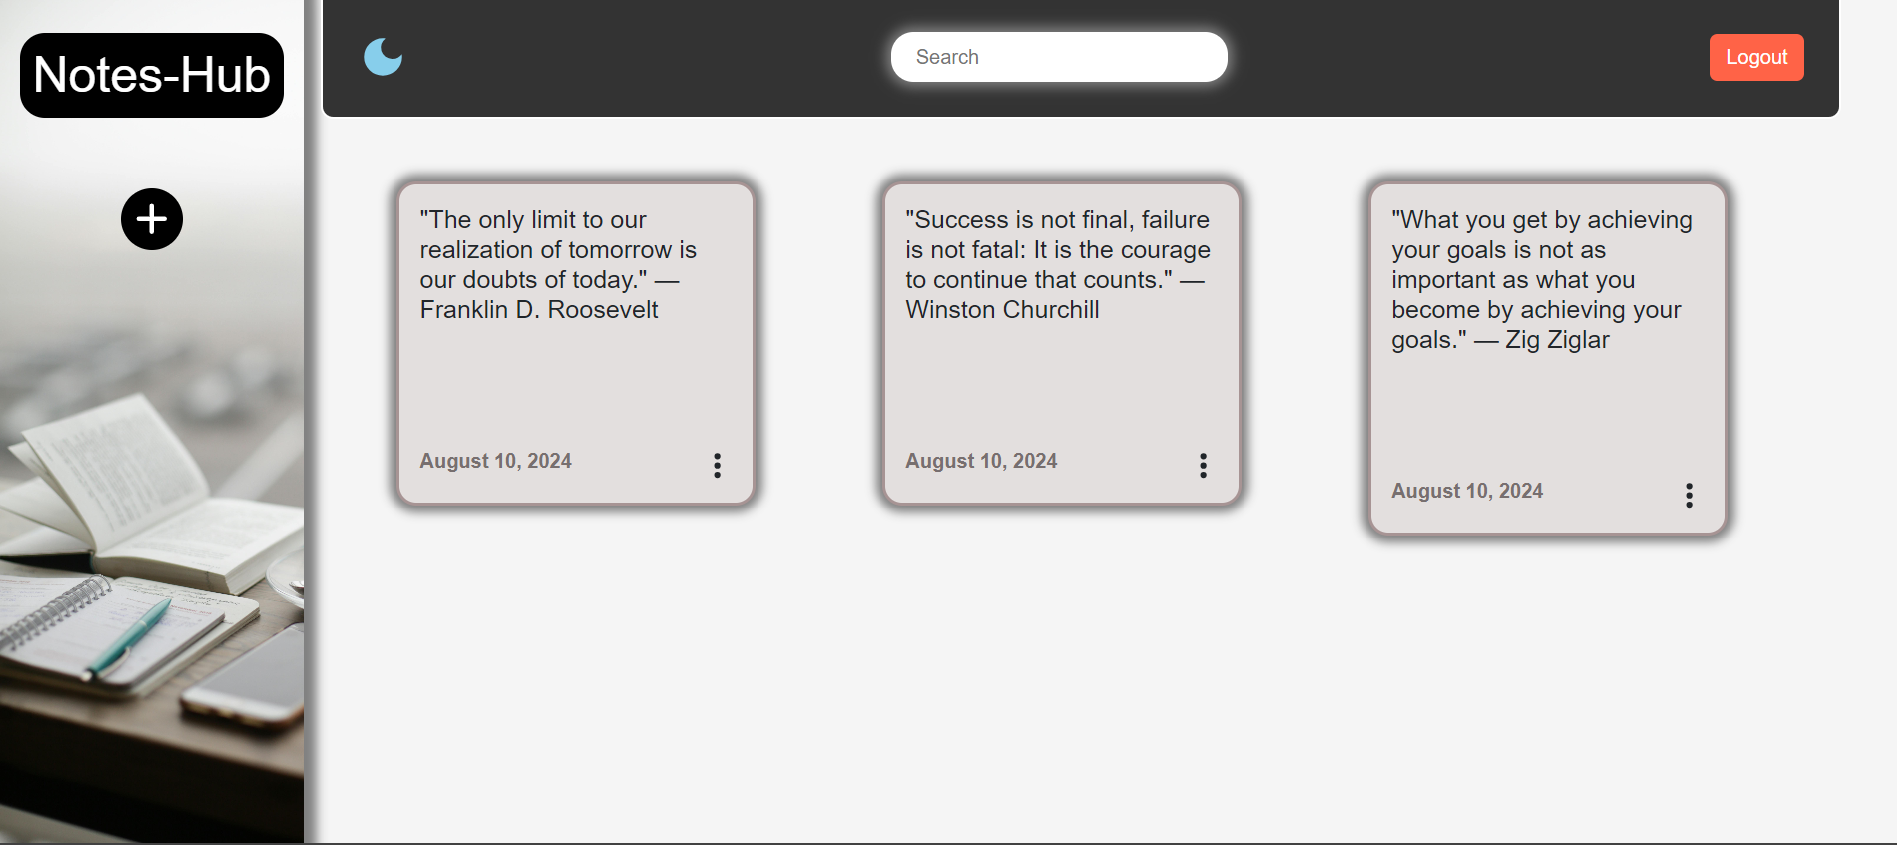 Notes-Hub
Search
Logout
"The only limit to our
realization of tomorrow is
our doubts of today." —
Franklin D. Roosevelt
August 10, 2024
"Success is not final, failure
is not fatal: It is the courage
to continue that counts." —
Winston Churchill
August 10, 2024
"What you get by achieving
your goals is not as
important as what you
become by achieving your
goals." — Zig Ziglar
August 10, 2024